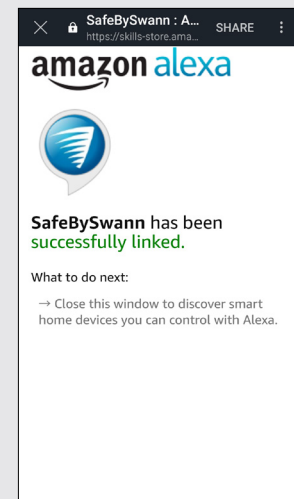 SafeBySwann : A...
https://skills-store.ama...
SHARE
amazon alexa
SafeBySwann has been
successfully linked.
What to do next:
→ Close this window to discover smart
home devices you can control with Alexa.